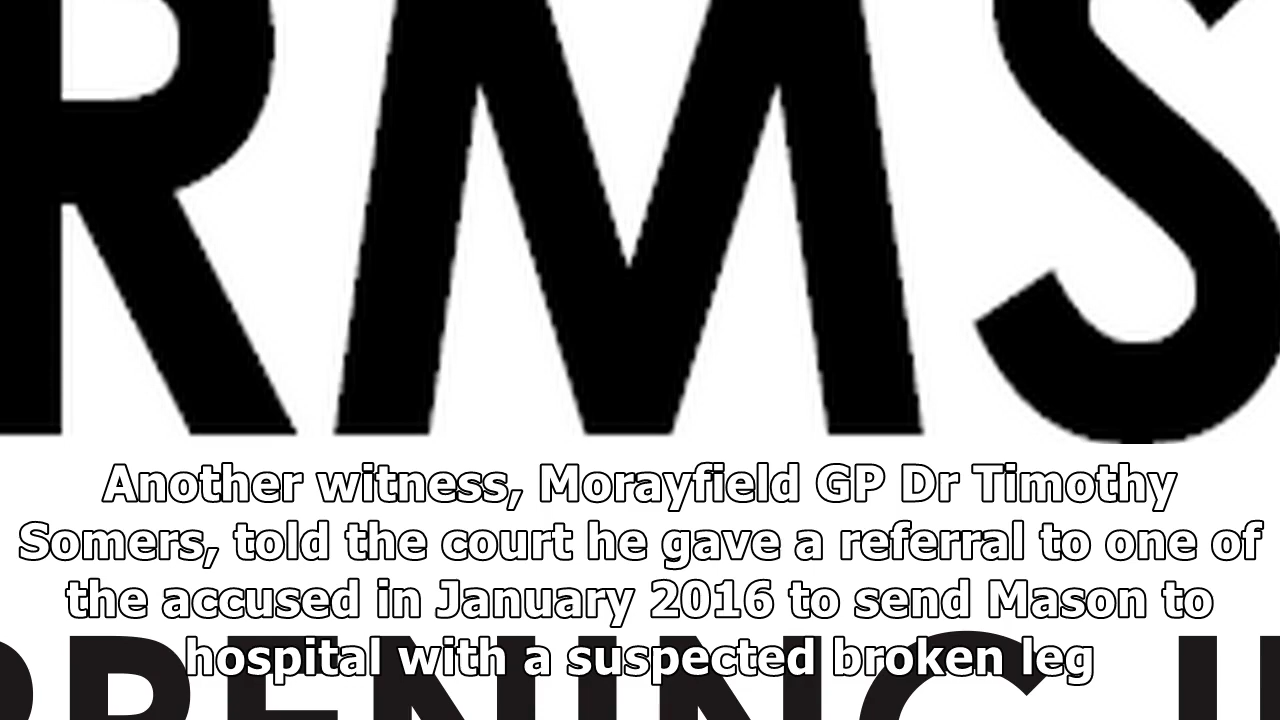 RMS
Another witness, Morayfield GP Dr Timothy
Somers, told the court he gave a referral to one of
the accused in January 2016 to send Mason to
hospital with a suspected broken leg